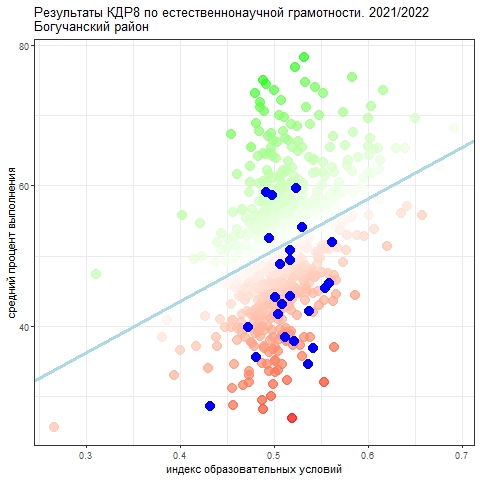 Результаты КДР8 по естественнонаучной грамотности. 2021/2022
Богучанский район
80
60
40
средний процент выполнения
0.3
0.4
0.5
0.6
0.7
индекс образовательных условий